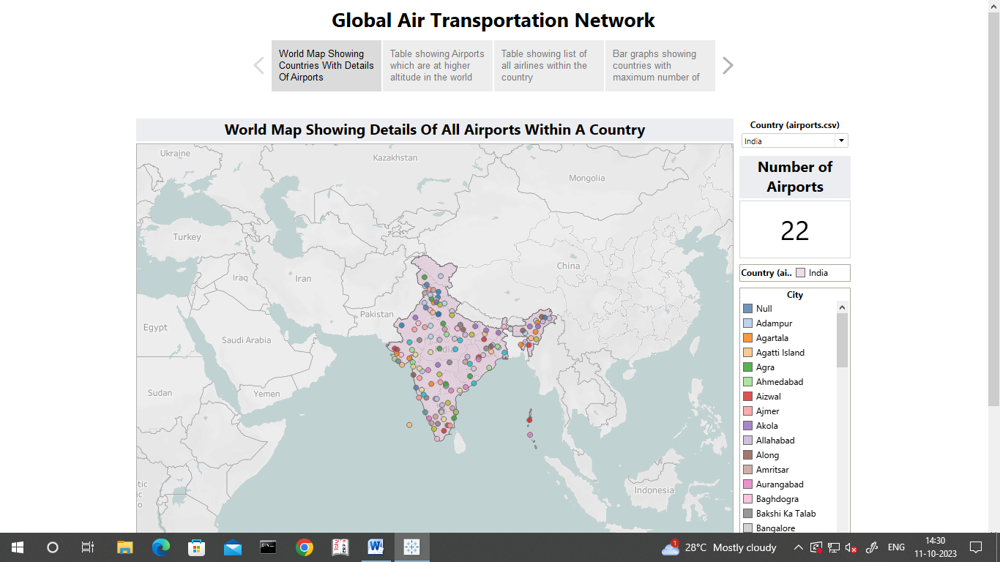 Global Air Transportation Network
World Map Showing
Countries With Details
Of Airports
Table showing Airports
which are at higher
altitude in the world
Table showing list of
all airlines within the
country
Bar graphs showing
countries with
maximum number of
World Map Showing Details Of All Airports Within A Country
Country (airports.csv)
India
Number of
Airports
22
Country (ai.. India
City
Null
Adampur
Agartala
Agatti Island
Agra
Ahmedabad
Aizwal
Ajmer
Akola
Allahabad
Along
Amritsar
Aurangabad
Baghdogra
Bakshi Ka Talab
Bangalore
Ukraine
Kazakhstan
Mongolia
Turkey
China
Iraq
Iran
Pakistan
Egypt
Saudi Arabia
Sudan
Yemen
Indonesia
28°C Mostly cloudy
1
ENG
14:30
11-10-2023